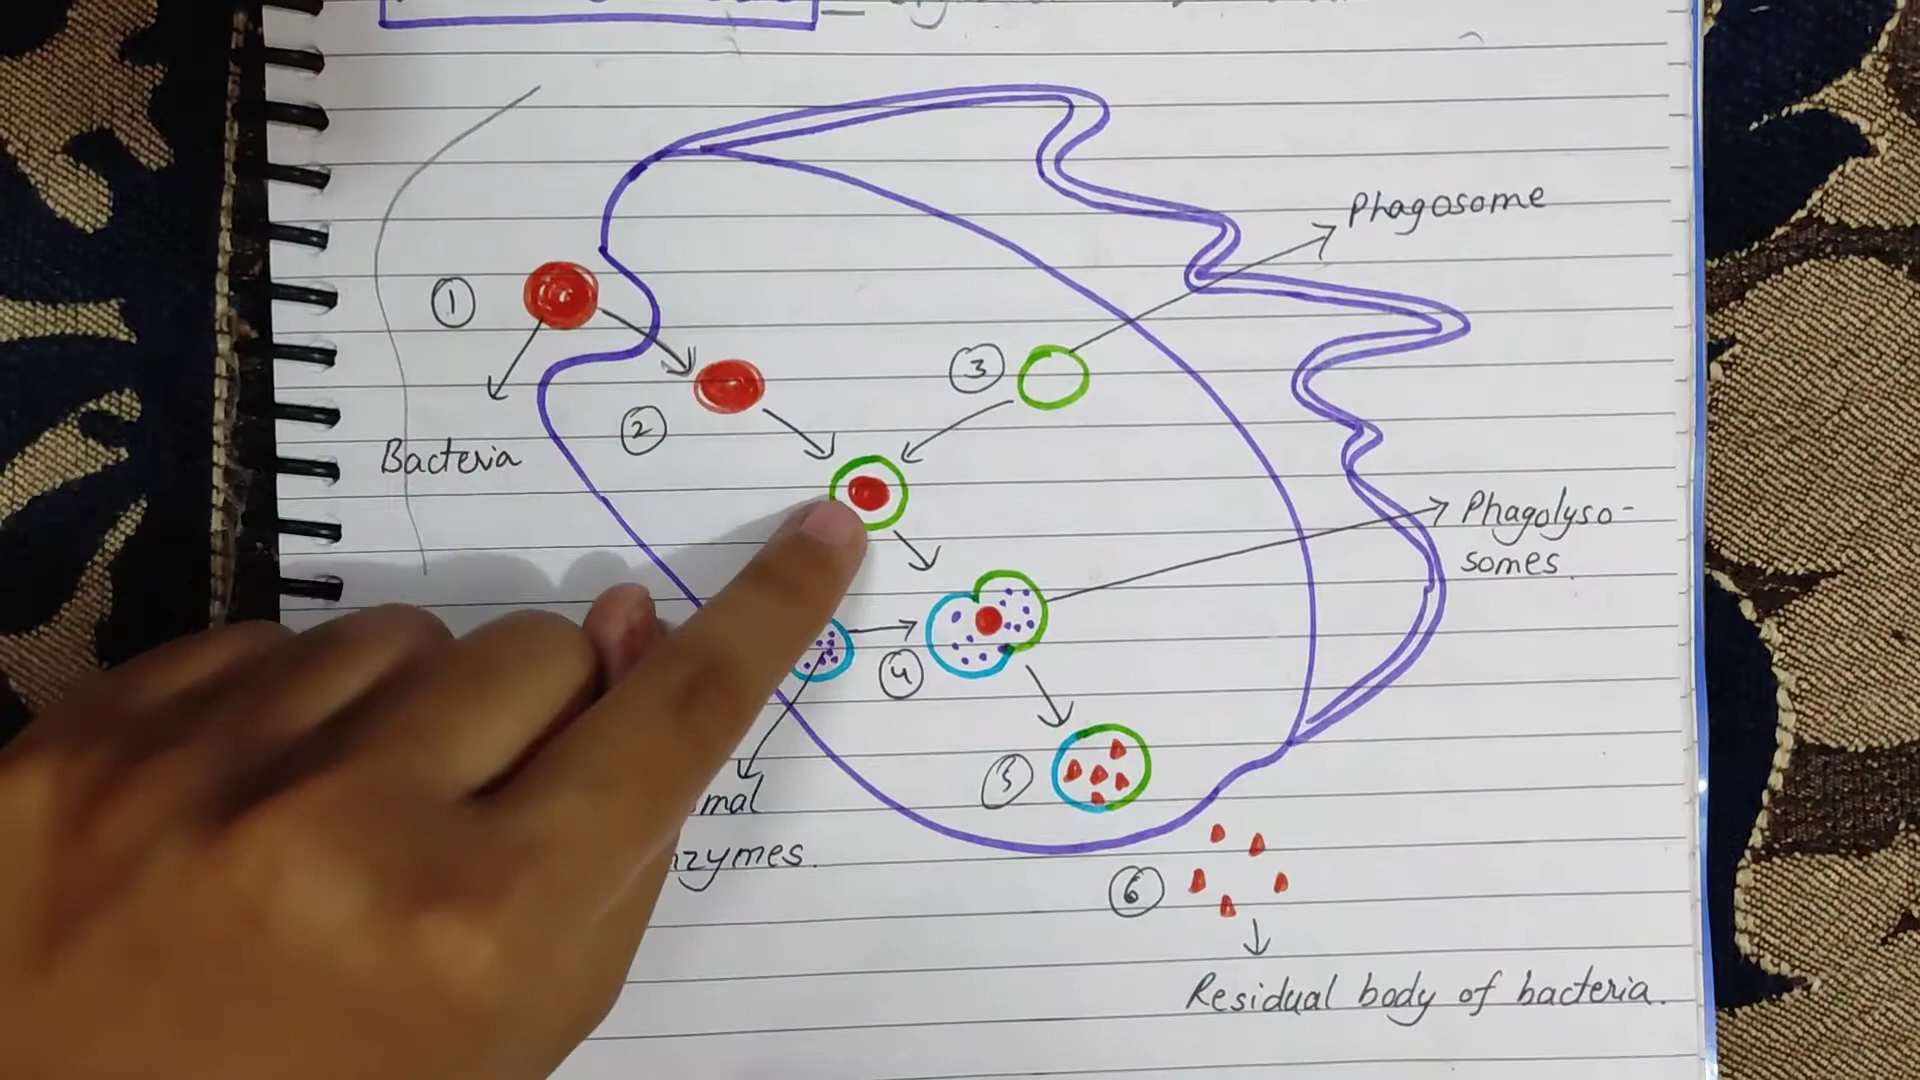 Phagosome
1
3
2
Bacteria
Phagolyso-
somes.
4
5
mal
zymes.
6
Residual body of bacteria.